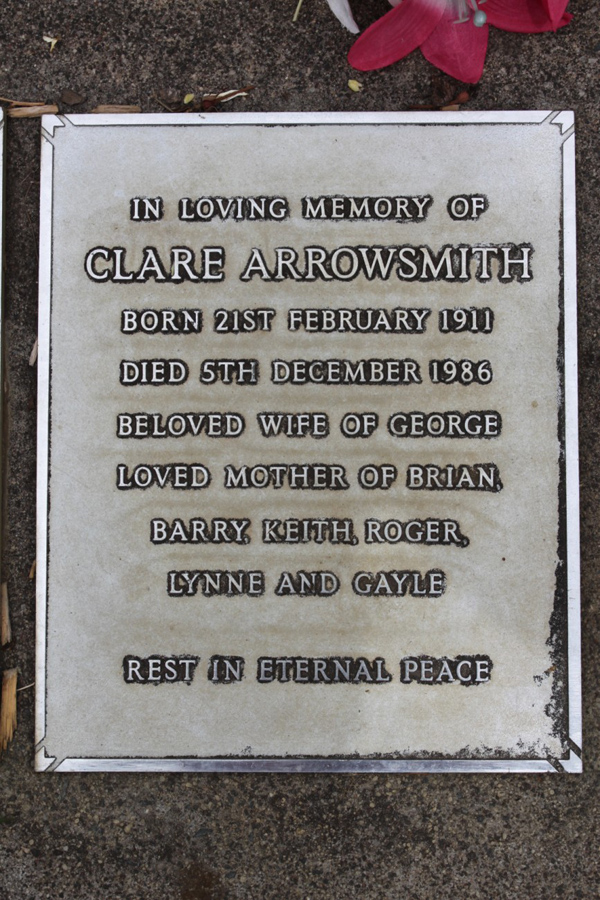 IN LOVING MEMORY OF
CLARE ARROWSMITH
BORN 21ST FEBRUARY 1911
DIED 5TH DECEMBER 1986
BELOVED WIFE OF GEORGE
LOVED MOTHER OF BRIAN,
BARRY, KEITH, ROGER,
LYNNE AND GAYLE
REST IN ETERNAL PEACE